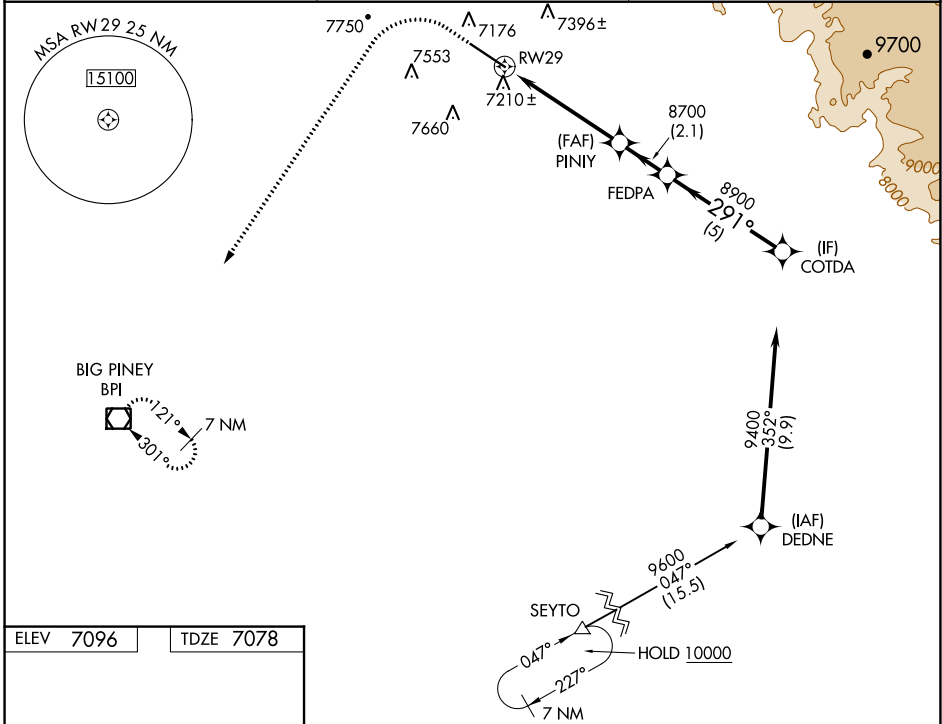 MSA RW29 25 NM
15100
7750
7176
7396±
7553
RW29
7210±
7660
9700
8700
(2.1)
(FAF)
PINIY
FEDPA
8900
291°
(5)
(IF)
COTDA
9000
8000
BIG PINEY
BPI
121°
7 NM
301°
9400
352°
(9.9)
(IAF)
DEDNE
9600
047°
(15.5)
SEYTO
047°
HOLD 10000
227°
7 NM
ELEV 7096
TDZE 7078